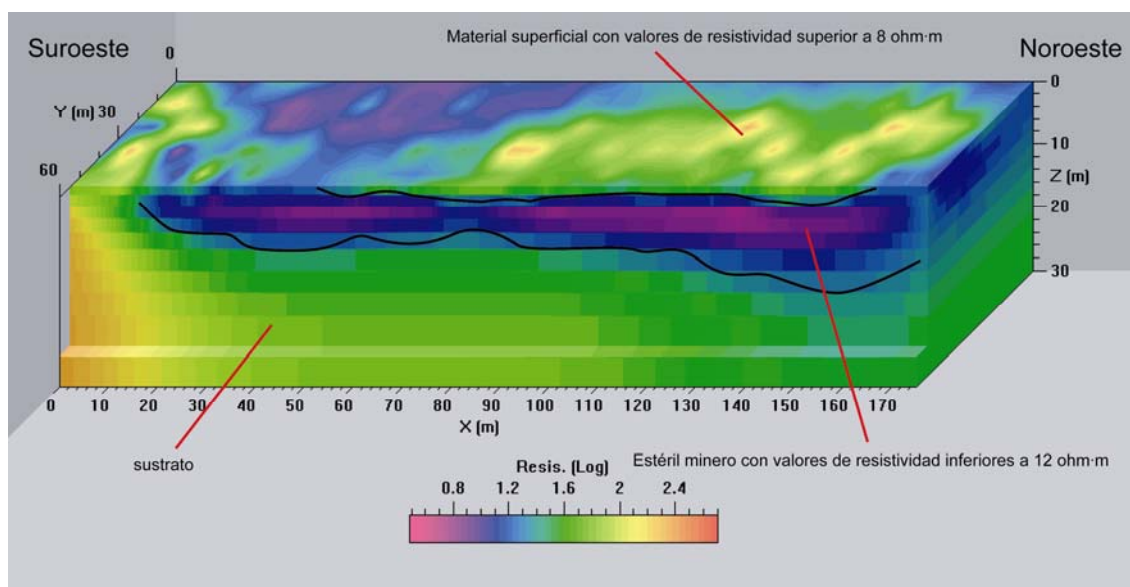 Suroeste
Material superficial con valores de resistividad superior a 8 ohm·m
Noroeste
0
Y (m) 30
60
0
10
Z (m)
20
30
0 10 20 30 40 50 60 70 80 90 100 110 120 130 140 150 160 170
X (m)
sustrato
Estéril minero con valores de resistividad inferiores a 12 ohm·m
Resis. (Log)
0.8 1.2 1.6 2 2.4